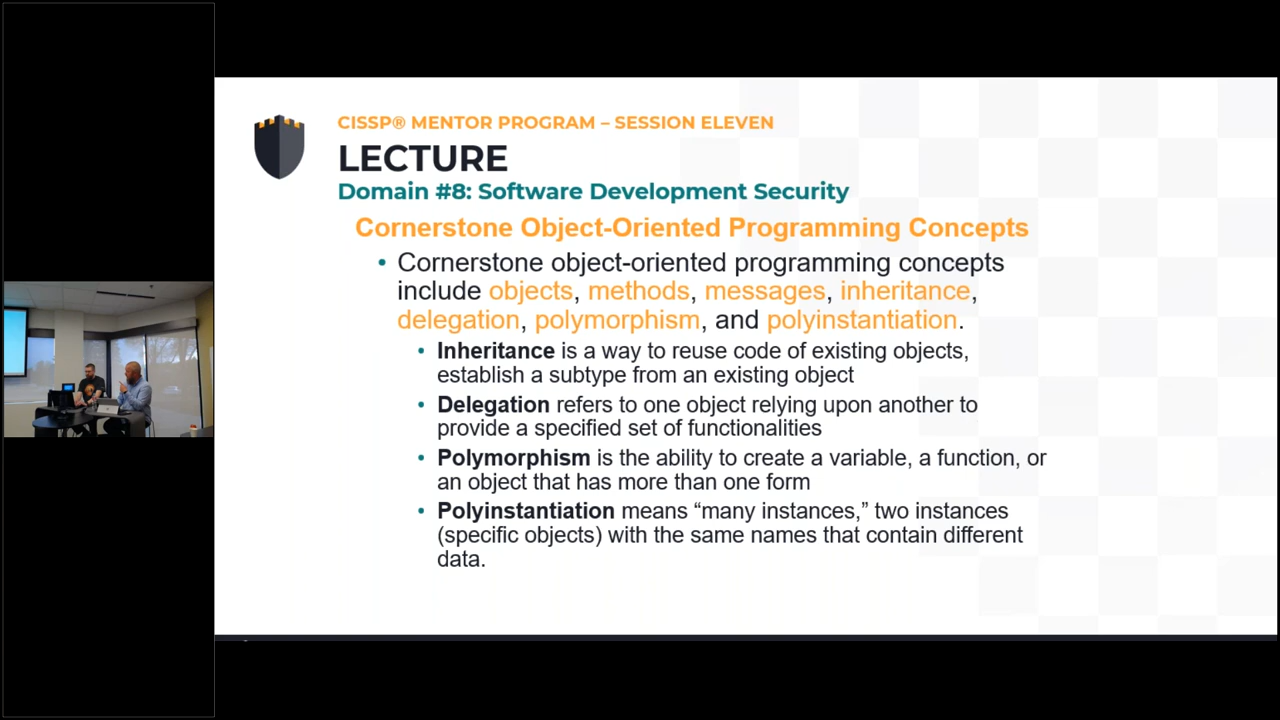 CISSP® MENTOR PROGRAM – SESSION ELEVEN
LECTURE
Domain #8: Software Development Security
Cornerstone Object-Oriented Programming Concepts
• Cornerstone object-oriented programming concepts
include objects, methods, messages, inheritance,
delegation, polymorphism, and polyinstantiation.
• Inheritance is a way to reuse code of existing objects,
establish a subtype from an existing object
• Delegation refers to one object relying upon another to
provide a specified set of functionalities
• Polymorphism is the ability to create a variable, a function, or
an object that has more than one form
• Polyinstantiation means “many instances,” two instances
(specific objects) with the same names that contain different
data.